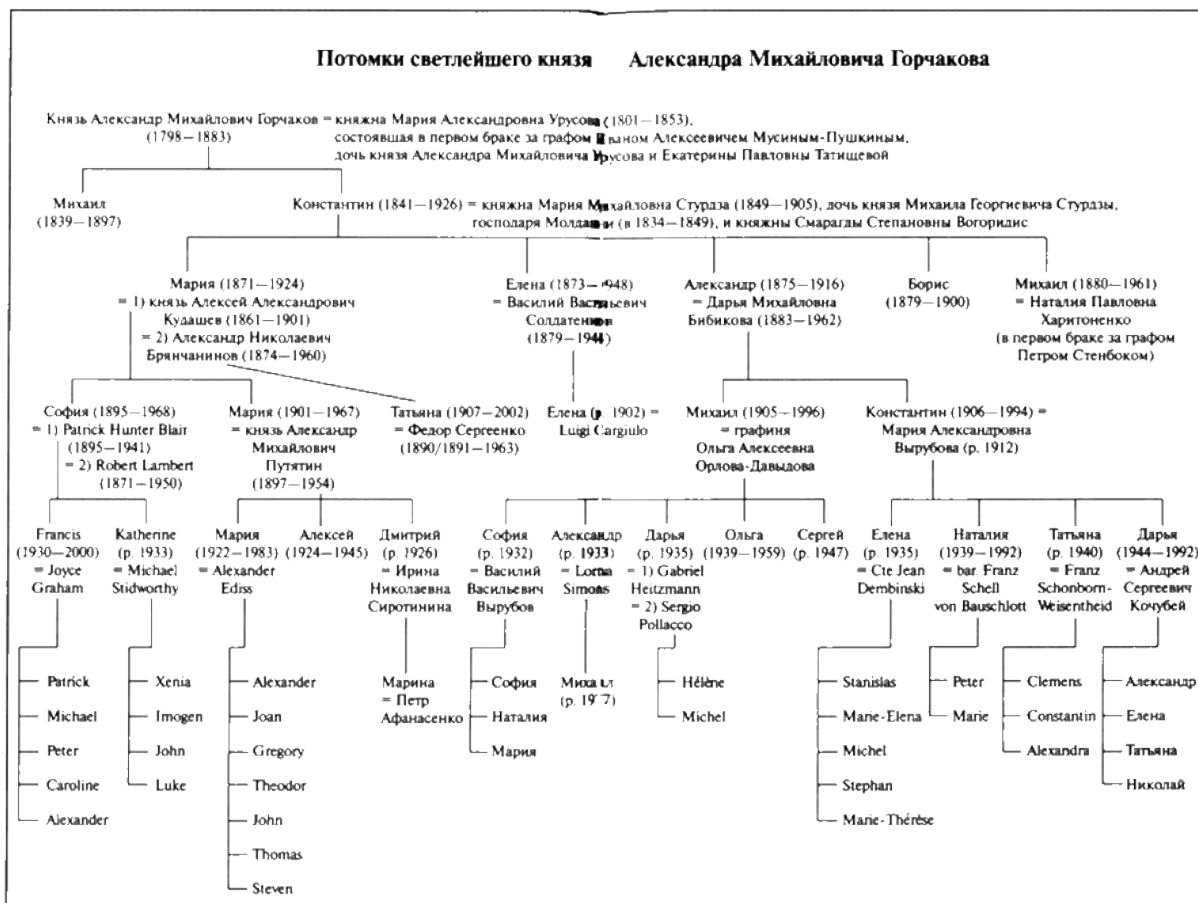 Потомки светлейшего князя Александра Михайловича Горчакова
Князь Александр Михайлович Горчаков = княжна Мария Александровна Урусова (1801—1853),
(1798—1883)
состоявшая в первом браке за графом Иваном Алексеевичем Мусиным-Пушкиным,
дочь князя Александра Михайловича Урусова и Екатерины Павловны Татищевой
Михаил
(1839—1897)
Константин (1841—1926) = княжна Мария Михайловна Стурдза (1849—1905), дочь князя Михаила Георгиевича Стурдзы,
господаря Молдавии (в 1834—1849), и княжны Смарагды Степановны Вогоридис
Мария (1871—1924)
= 1) князь Алексей Александрович
Кудашев (1861—1901)
= 2) Александр Николаевич
Брянчанинов (1874—1960)
Елена (1873—1948)
= Василий Васильевич
Солдатенков
(1879—1944)
Александр (1875—1916)
= Дарья Михайловна
Бибикова (1883—1962)
Борис
(1879—1900)
Михаил (1880—1961)
= Наталия Павловна
Харитоненко
(в первом браке за графом
Петром Стенбоком)
София (1895—1968)
= 1) Patrick Hunter Blair
(1895—1941)
= 2) Robert Lambert
(1871—1950)
Мария (1901—1967)
= князь Александр
Михайлович
Путятин
(1897—1954)
Татьяна (1907—2002)
= Федор Сергеенко
(1890/1891—1963)
Елена (р. 1902) =
Luigi Cargiulo
Михаил (1905—1996)
= графиня
Ольга Алексеевна
Орлова-Давыдова
Константин (1906—1994) =
Мария Александровна
Вырубова (р. 1912)
Francis
(1930—2000)
= Joyce
Graham
Katherine
(р. 1933)
= Michael
Stidworthy
Мария
(1922—1983)
= Alexander
Ediss
Алексей
(1924—1945)
Дмитрий
(р. 1926)
= Ирина
Николаевна
Сиротинина
София
(р. 1932)
= Василий
Васильевич
Вырубов
Александр
(р. 1933)
= Lorna
Simons
Дарья
(р. 1935)
= 1) Gabriel
Heitzmann
= 2) Sergio
Pollacco
Ольга
(1939—1959)
Сергей
(р. 1947)
Елена
(р. 1935)
= Cte Jean
Dembinski
Наталия
(1939—1992)
= bar. Franz
Schell
von Bauschlott
Татьяна
(р. 1940)
= Franz
Schonborn-
Weisentheid
Дарья
(1944—1992)
= Андрей
Сергеевич
Кочубей
Patrick
Michael
Peter
Caroline
Alexander
Xenia
Imogen
John
Luke
Alexander
Joan
Gregory
Theodor
John
Thomas
Steven
Марина
= Петр
Афанасенко
София
Наталия
Мария
Михаил
(р.
Hélène
Michel
Stanislas
Marie-Elena
Michel
Stephan
Marie-Thérèse
Peter
Marie
Clemens
Constantin
Alexandra
Александр
Елена
Татьяна
Николай